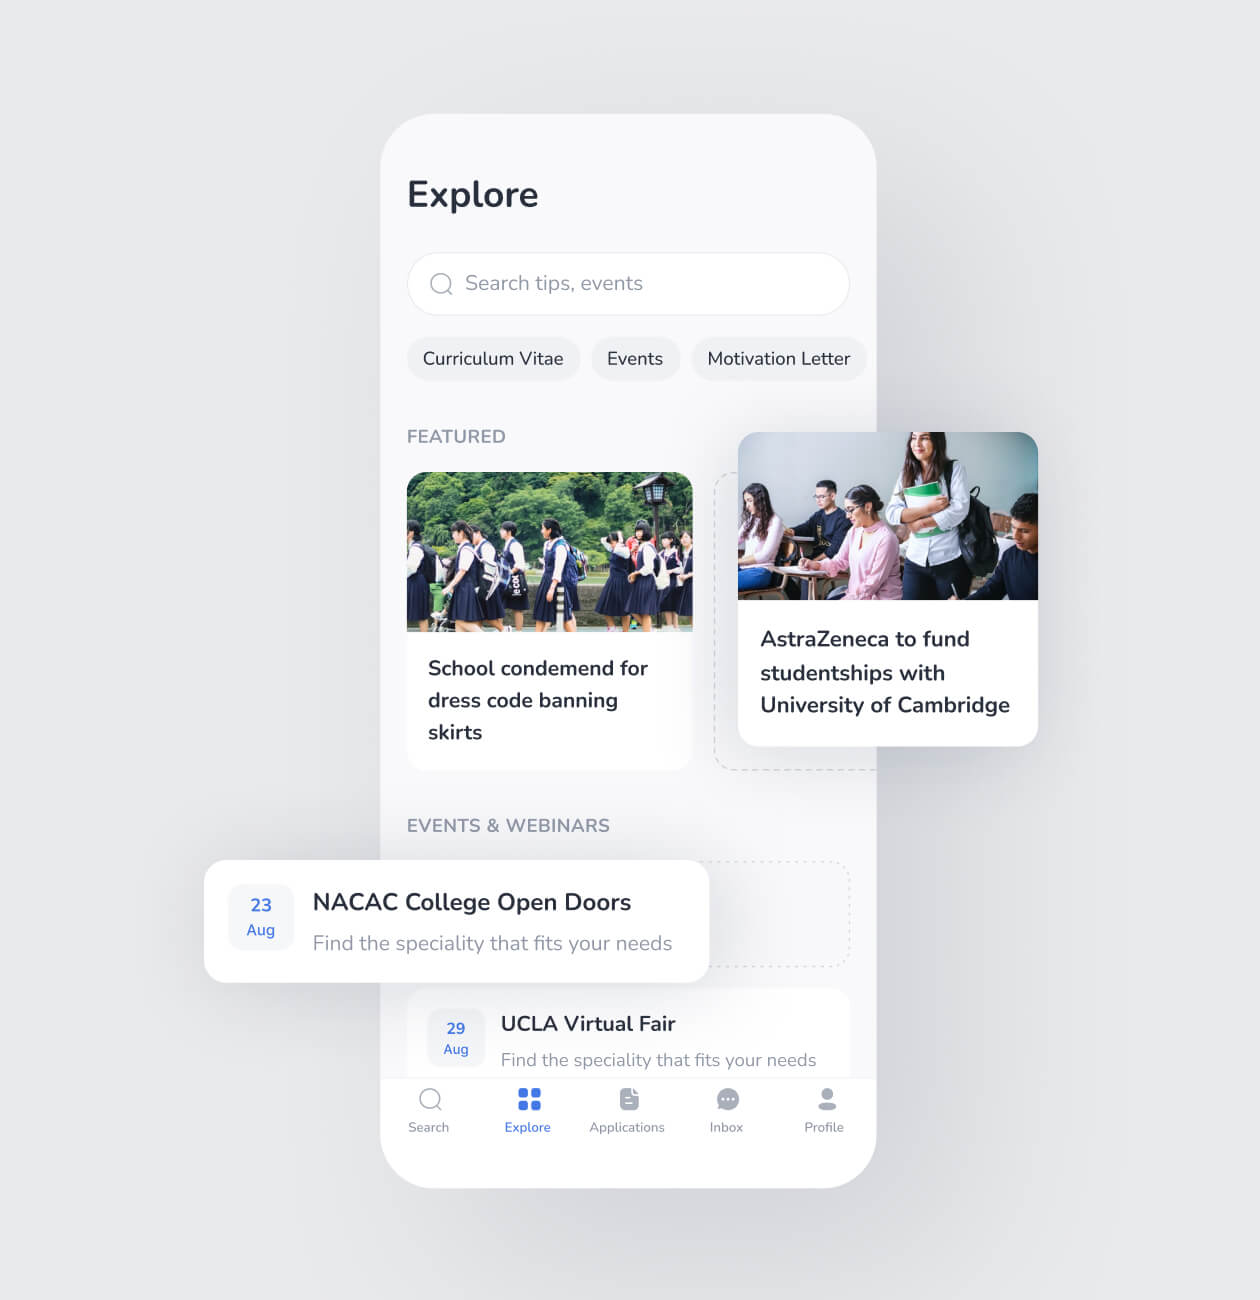 Explore
Search tips, events
Curriculum Vitae
Events
Motivation Letter
FEATURED
School condemend for
dress code banning
skirts
AstraZeneca to fund
studentships with
University of Cambridge
EVENTS & WEBINARS
23
Aug
NACAC College Open Doors
Find the speciality that fits your needs
29
Aug
UCLA Virtual Fair
Find the speciality that fits your needs
Search
Explore
Applications
Inbox
Profile